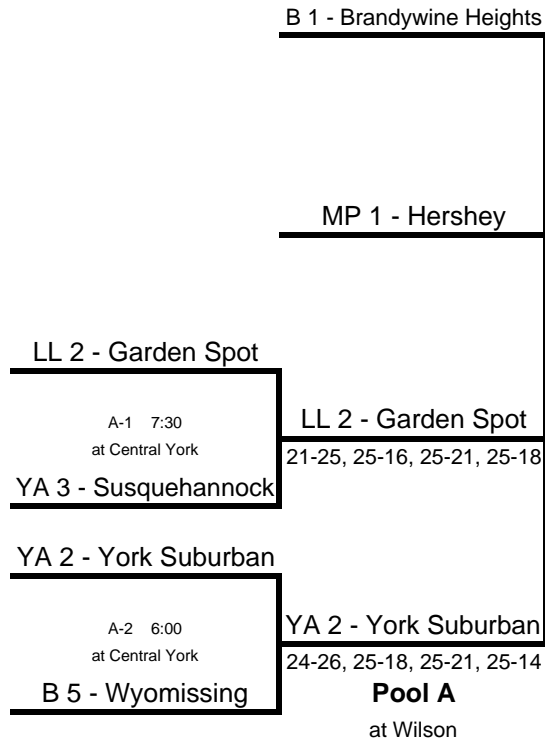 B 1 - Brandywine Heights
MP 1 - Hershey
LL 2 - Garden Spot
A-1 7:30
at Central York
LL 2 - Garden Spot
21-25, 25-16, 25-21, 25-18
YA 3 - Susquehannock
YA 2 - York Suburban
A-2 6:00
at Central York
YA 2 - York Suburban
24-26, 25-18, 25-21, 25-14
B 5 - Wyomissing
Pool A
at Wilson